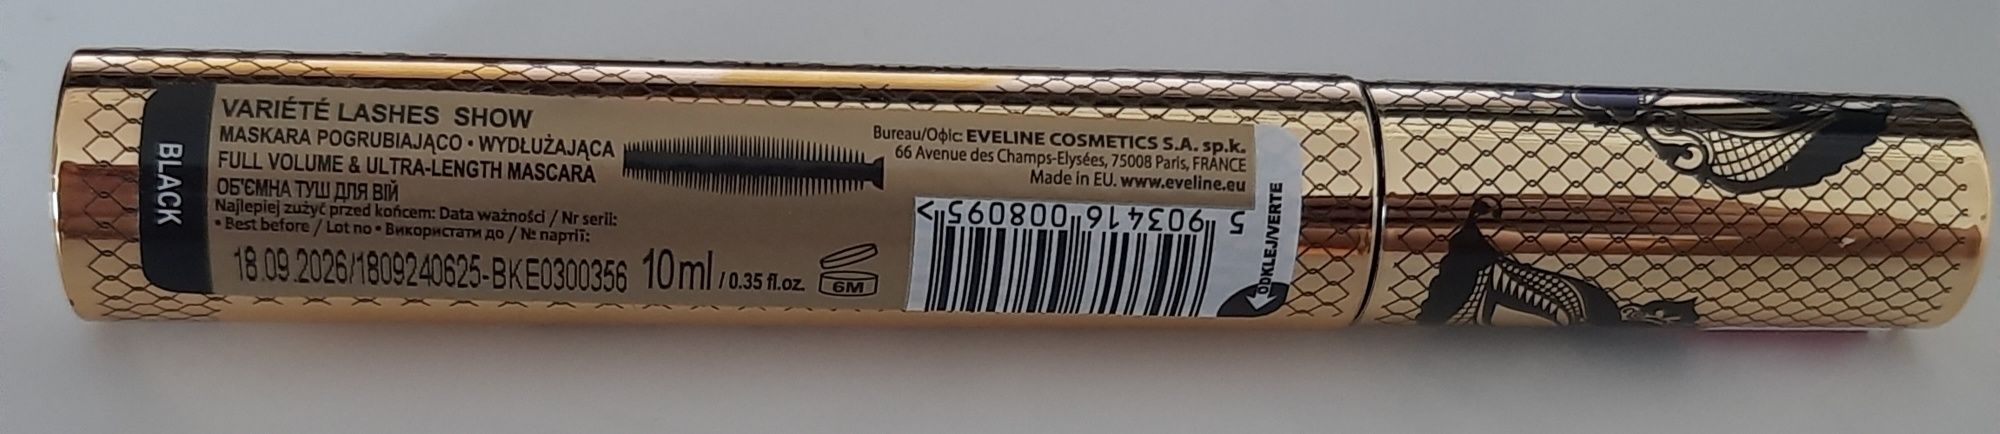 BLACK
VARIÉTÉ LASHES SHOW
MASKARA POGRUBIAJĄCO • WYDŁUŻAJĄCA
FULL VOLUME & ULTRA-LENGTH MASCARA
ОБ'ЄМНА ТУШ ДЛЯ ВІЙ
Najlepiej zużyć przed końcem: Data ważności / Nr serii:
• Best before / Lot no • Використати до / № партії:
18.09.2026/1809240625-BKE0300356
10ml / 0.35 fl.oz.
6M
Bureau/Офіс: EVELINE COSMETICS S.A. sp.k.
66 Avenue des Champs-Elysées, 75008 Paris, FRANCE
Made in EU. www.eveline.eu
5 903416 008095 >
ODKLEJ/VERTE